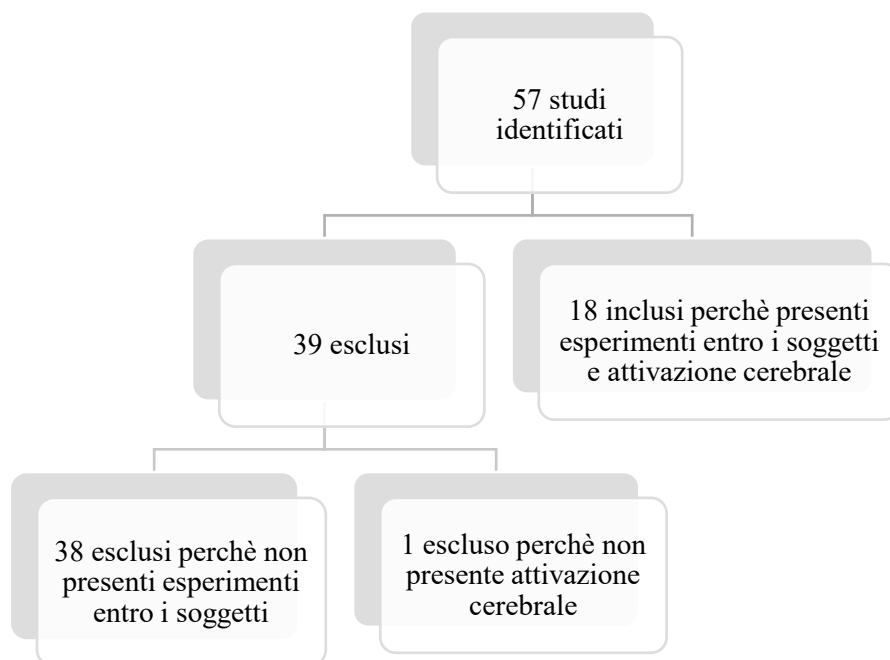 57 studi
identificati
39 esclusi
18 inclusi perchè presenti
esperimenti entro i soggetti
e attivazione cerebrale
38 esclusi perchè non
presenti esperimenti
entro i soggetti
1 escluso perchè non
presente attivazione
cerebrale